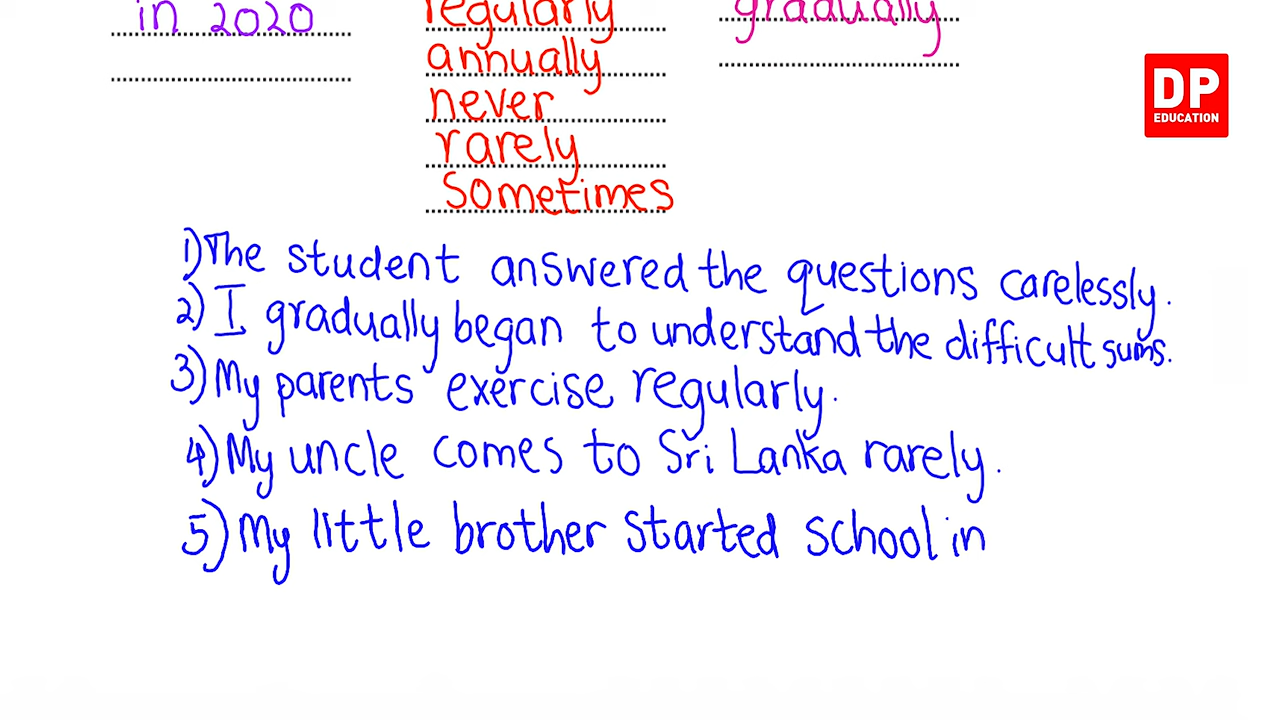 in 2020
regularly
gradually
annually
never
rarely
sometimes
DP
EDUCATION
1) The student answered the questions carelessly.
2) I gradually began to understand the difficult sums.
3) My parents exercise regularly.
4) My uncle comes to Sri Lanka rarely.
5) My little brother started school in